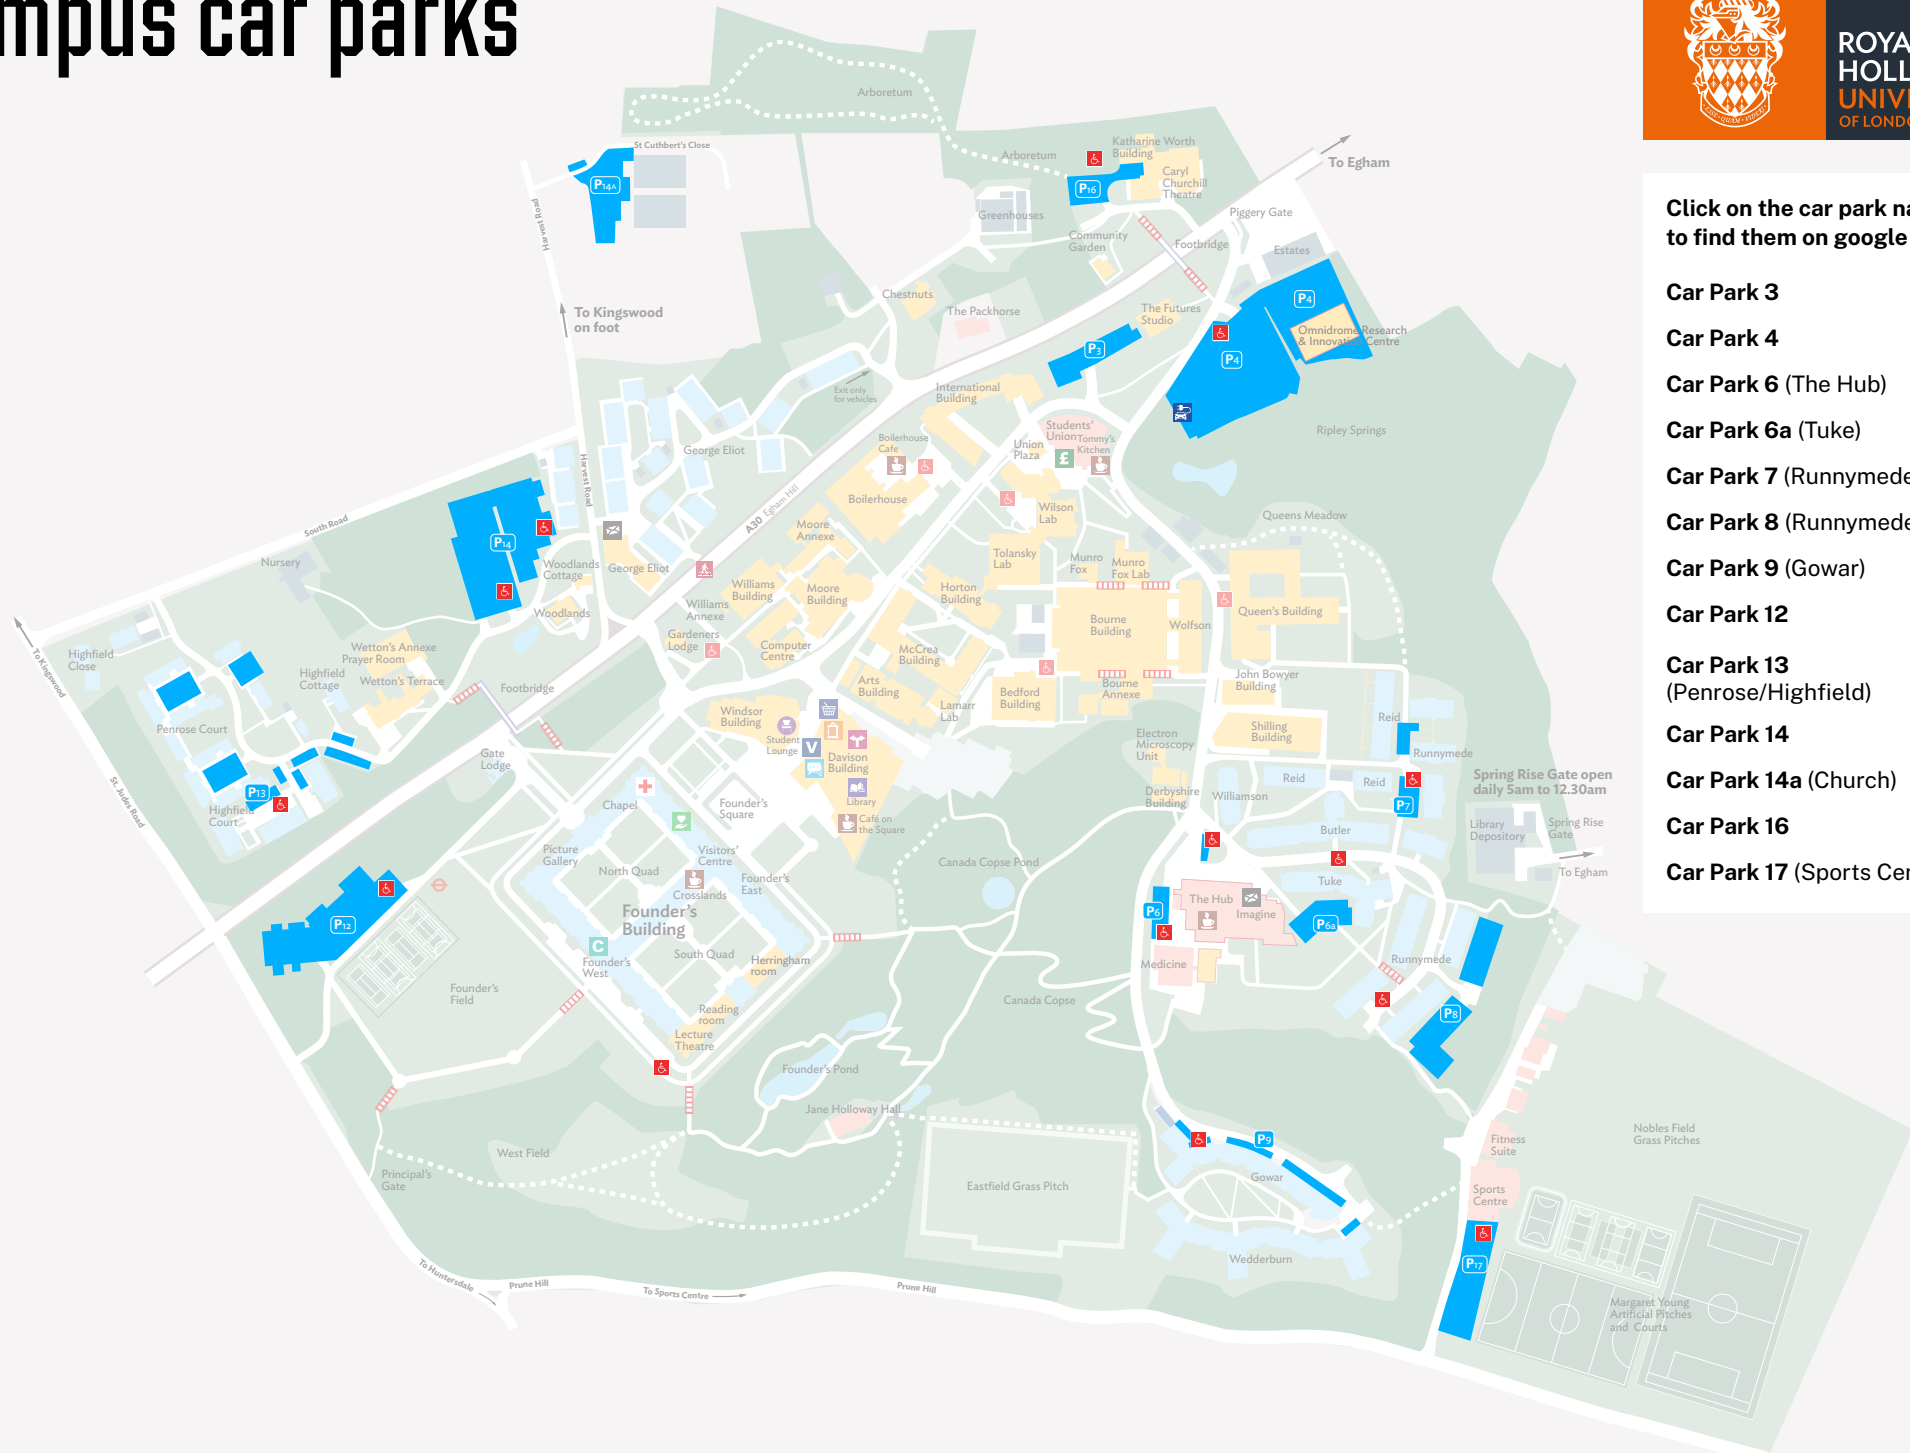 mpus car parks
ROYA
HOLL
UNIV
OF LOND
Click on the car park na
to find them on google
Car Park 3
Car Park 4
Car Park 6 (The Hub)
Car Park 6a (Tuke)
Car Park 7 (Runnymede
Car Park 8 (Runnymede
Car Park 9 (Gowar)
Car Park 12
Car Park 13
(Penrose/Highfield)
Car Park 14
Car Park 14a (Church)
Car Park 16
Car Park 17 (Sports Cen
Arboretum
St Cuthbert's Close
P14A
Harvest Road
To Kingswood
on foot
Arboretum
Katharine Worth
Building
Caryl
Churchill
Theatre
P16
To Egham
Greenhouses
Community
Garden
Piggery Gate
Footbridge
Estates
P4
Omnidrome Research
& Innovation Centre
P4
Chestnuts
The Packhorse
The Futures
Studio
P3
Exit only
for vehicles
International
Building
Students'
Union
Tommy's
Kitchen
Union
Plaza
£
Ripley Springs
Boilerhouse
Cafe
Boilerhouse
George Eliot
Harvest Road
A30 Egham Hill
South Road
P14
Nursery
Woodlands
Cottage
George Eliot
Woodlands
Moore
Annexe
Williams
Building
Moore
Building
Williams
Annexe
Gardeners
Lodge
Computer
Centre
Wilson
Lab
Tolansky
Lab
Horton
Building
Munro
Fox
Munro
Fox Lab
Queens Meadow
Queen's Building
Bourne
Building
Wolfson
McCrea
Building
Arts
Building
Lamarr
Lab
Bedford
Building
Bourne
Annexe
John Bowyer
Building
Shilling
Building
Electron
Microscopy
Unit
Derbyshire
Building
Highfield
Close
To Kingswood
Wetton's Annexe
Prayer Room
Wetton's Terrace
Highfield
Cottage
Penrose Court
Footbridge
Gate
Lodge
P13
Highfield
Court
St. Judes Road
P12
Windsor
Building
Student
Lounge
V
Davison
Building
Library
Café on
the Square
Chapel
Founder's
Square
Picture
Gallery
North Quad
Visitors'
Centre
Founder's
East
Crosslands
Founder's
Building
C
Founder's
West
South Quad
Herringham
room
Reading
room
Lecture
Theatre
Founder's
Field
Canada Copse Pond
Canada Copse
Reid
Runnymede
Reid
Reid
P7
Williamson
Butler
Tuke
Spring Rise Gate open
daily 5am to 12.30am
Library
Depository
Spring Rise
Gate
To Egham
P6
The Hub
Imagine
P6a
Medicine
Runnymede
P8
Founder's Pond
Jane Holloway Hall
West Field
Principal's
Gate
Eastfield Grass Pitch
P9
Gowar
Wedderburn
Fitness
Suite
Sports
Centre
P17
Nobles Field
Grass Pitches
Margaret Young
Artificial Pitches
and Courts
To Huntersdale
Prune Hill
To Sports Centre
Prune Hill